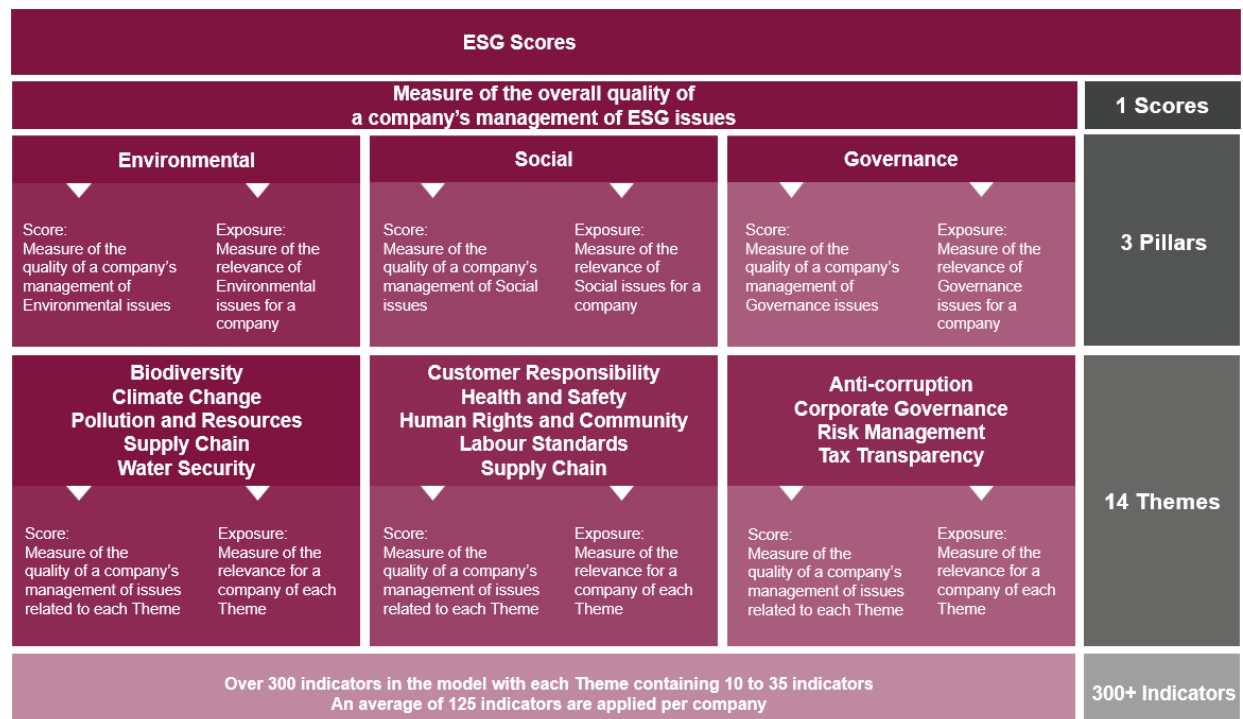 ESG Scores
Measure of the overall quality of
a company's management of ESG issues
1 Scores
Environmental
Social
Governance
3 Pillars
Score:
Measure of the
quality of a company's
management of
Environmental issues
Exposure:
Measure of the
relevance of
Environmental
issues for a
company
Score:
Measure of the
quality of a company's
management of Social
issues
Exposure:
Measure of the
relevance of
Social issues for a
company
Score:
Measure of the
quality of a company's
management of
Governance issues
Exposure:
Measure of the
relevance of
Governance
issues for a
company
Biodiversity
Climate Change
Pollution and Resources
Supply Chain
Water Security
Customer Responsibility
Health and Safety
Human Rights and Community
Labour Standards
Supply Chain
Anti-corruption
Corporate Governance
Risk Management
Tax Transparency
14 Themes
Score:
Measure of the
quality of a company's
management of issues
related to each Theme
Exposure:
Measure of the
relevance for a
company of each
Theme
Score:
Measure of the
quality of a company's
management of issues
related to each Theme
Exposure:
Measure of the
relevance for a
company of each
Theme
Score:
Measure of the
quality of a company's
management of issues
related to each Theme
Exposure:
Measure of the
relevance for a
company of each
Theme
Over 300 indicators in the model with each Theme containing 10 to 35 indicators
An average of 125 indicators are applied per company
300+ Indicators